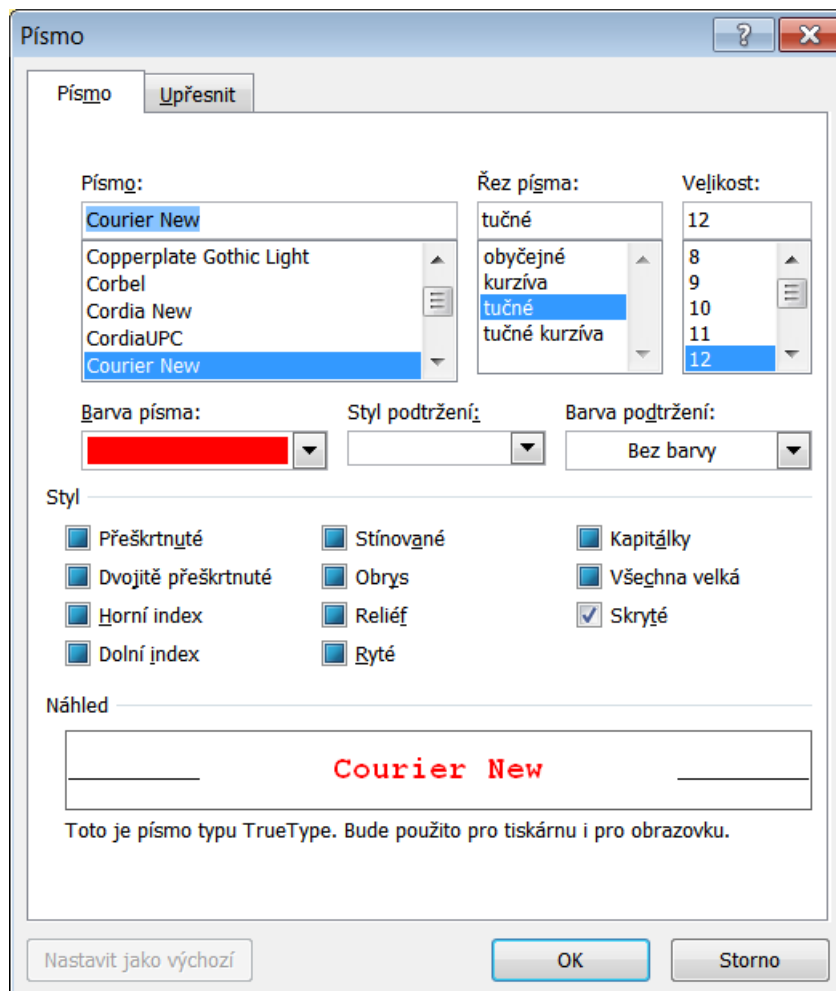 Písmo
Písmo Upřesnit
Písmo: Řez písma: Velikost:
Courier New tučné 12
Copperplate Gothic Light obyčejné 8
Corbel kurzíva 9
Cordia New tučné 10
CordiaUPC tučné kurzíva 11
Courier New 12
Barva písma: Styl podtržení: Barva podtržení:
Bez barvy
Styl
Přeškrtnuté Stínované Kapitálky
Dvojitě přeškrtnuté Obrys Všechna velká
Horní index Reliéf Skryté
Dolní index Ryté
Náhled
Courier New
Toto je písmo typu TrueType. Bude použito pro tiskárnu i pro obrazovku.
Nastavit jako výchozí OK Storno